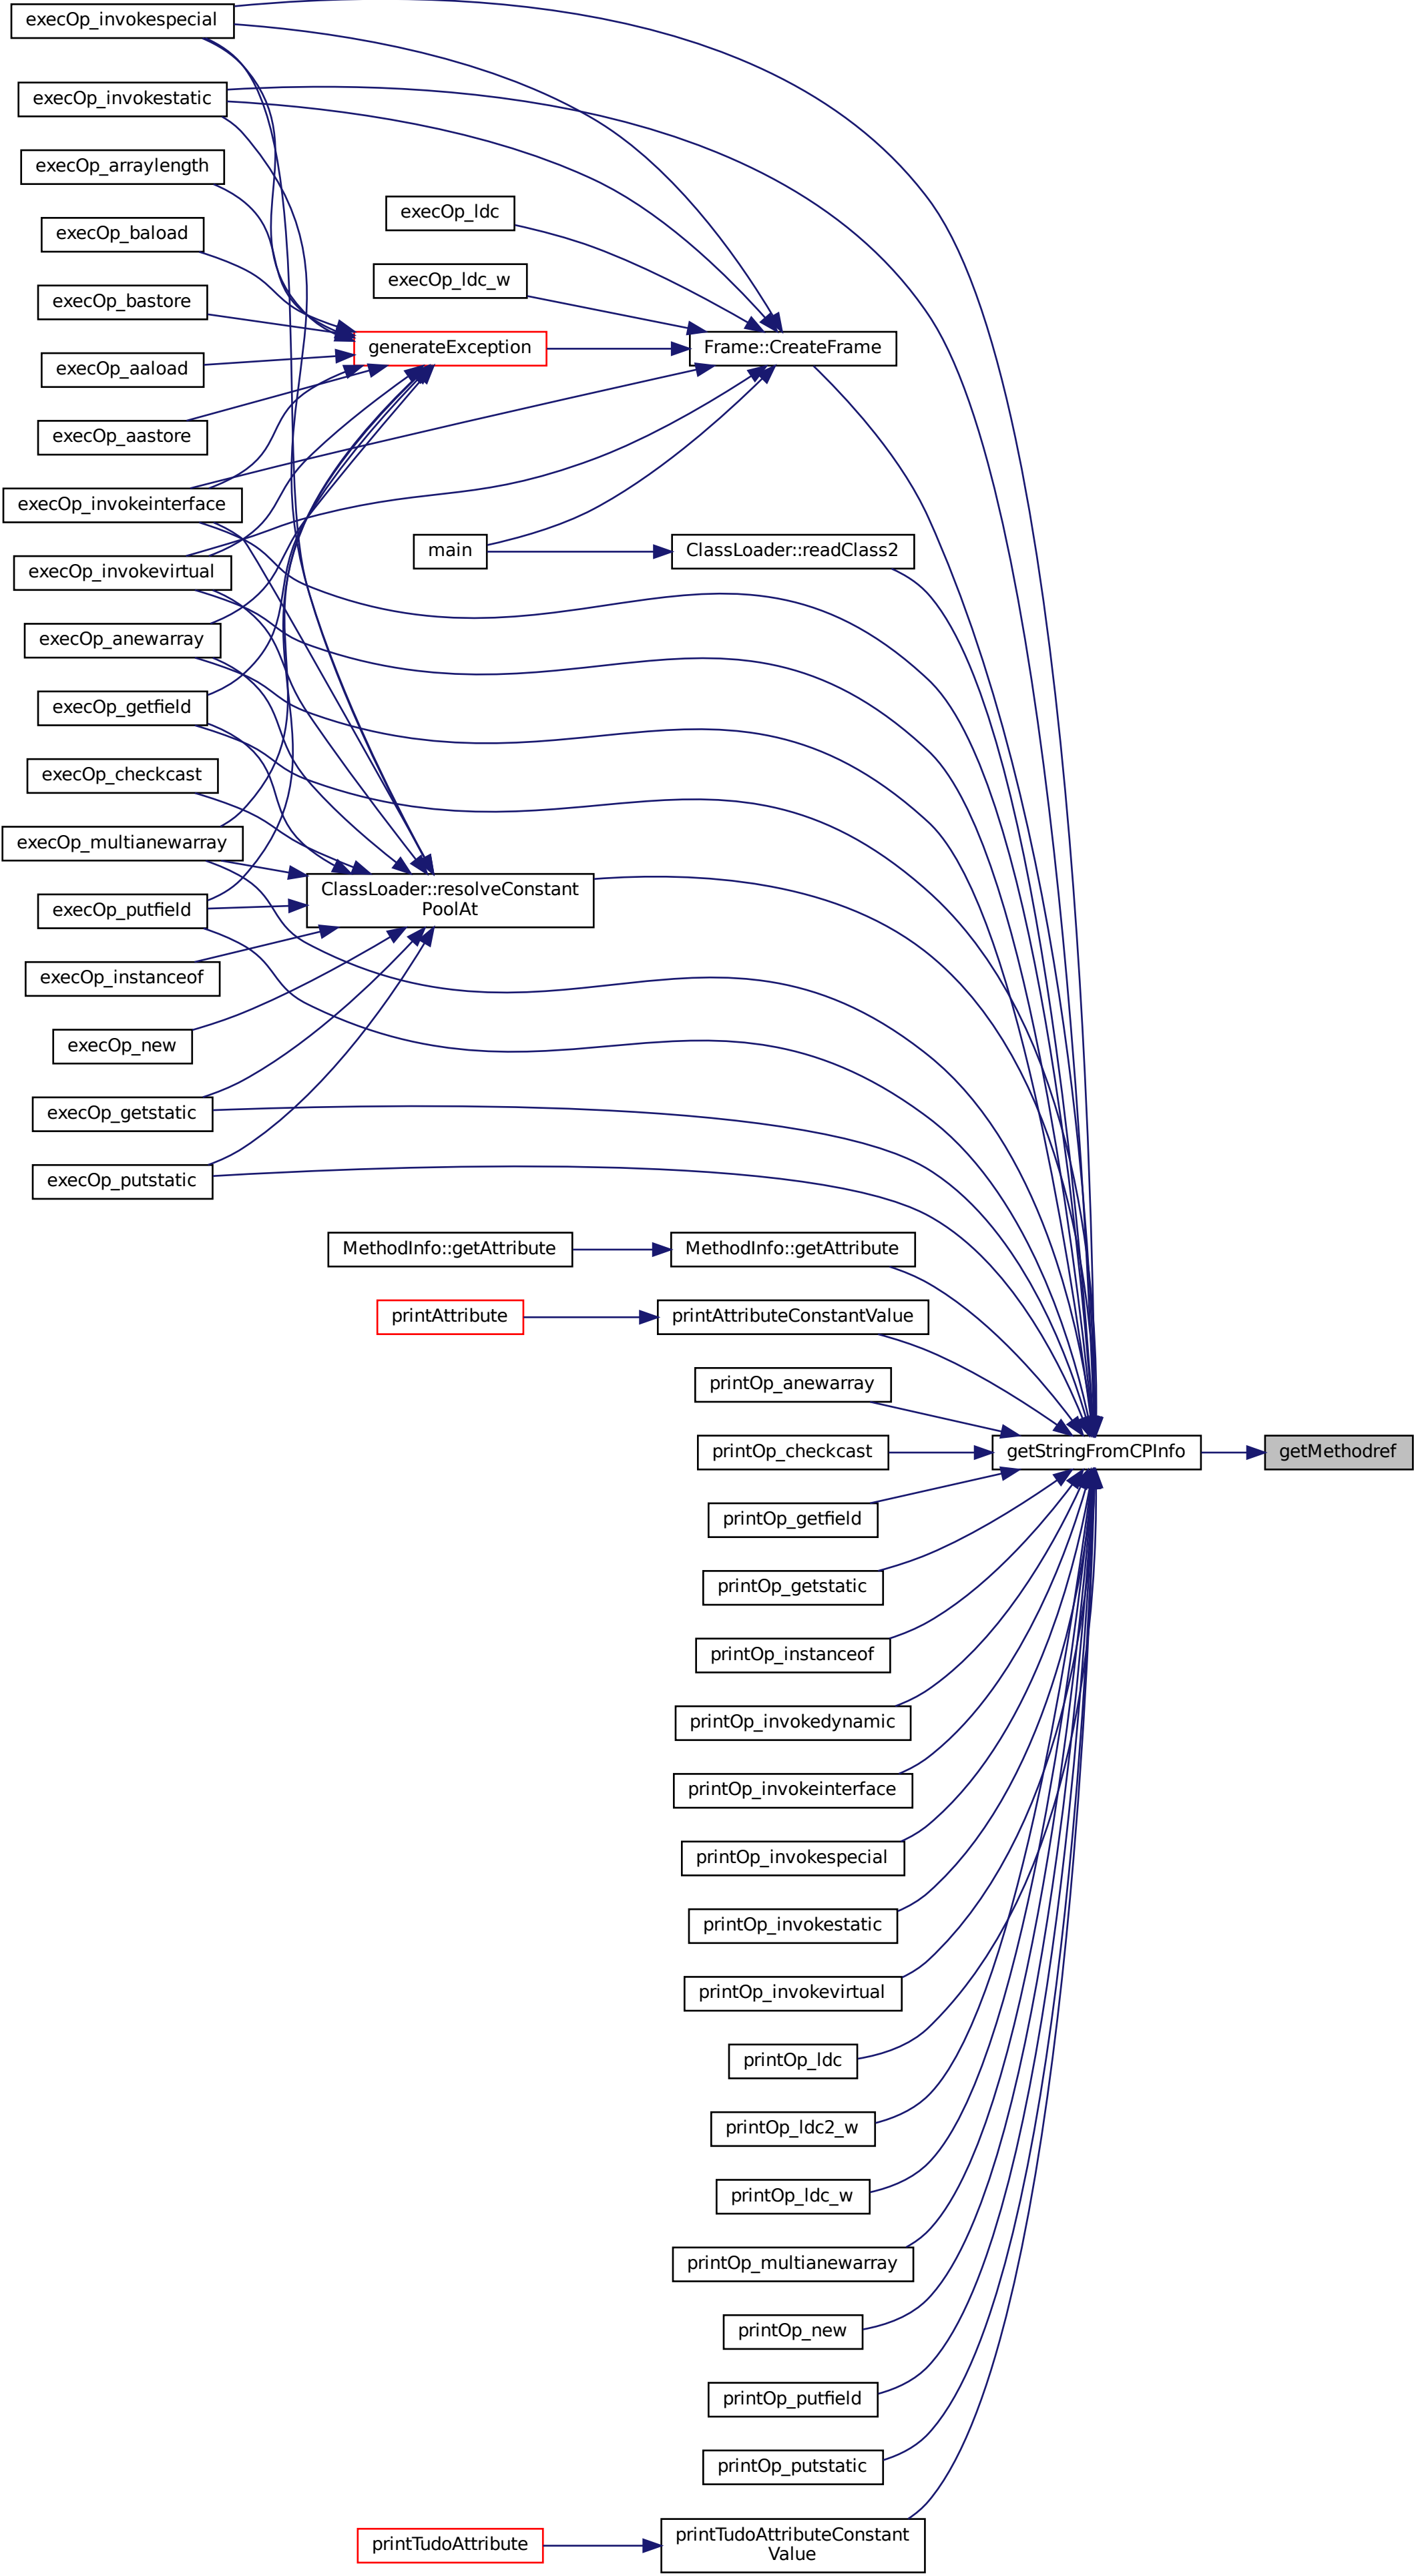 execOp_invokespecial
execOp_invokestatic
execOp_arraylength
execOp_ldc
execOp_baload
execOp_ldc_w
execOp_bastore
generateException
Frame::CreateFrame
execOp_aaload
execOp_aastore
execOp_invokeinterface
main
ClassLoader::readClass2
execOp_invokevirtual
execOp_anewarray
execOp_getfield
execOp_checkcast
execOp_multianewarray
ClassLoader::resolveConstant
PoolAt
execOp_putfield
execOp_instanceof
execOp_new
execOp_getstatic
execOp_putstatic
MethodInfo::getAttribute
MethodInfo::getAttribute
printAttribute
printAttributeConstantValue
printOp_anewarray
printOp_checkcast
getStringFromCPInfo
getMethodref
printOp_getfield
printOp_getstatic
printOp_instanceof
printOp_invokedynamic
printOp_invokeinterface
printOp_invokespecial
printOp_invokestatic
printOp_invokevirtual
printOp_ldc
printOp_ldc2_w
printOp_ldc_w
printOp_multianewarray
printOp_new
printOp_putfield
printOp_putstatic
printTudoAttribute
printTudoAttributeConstant
Value